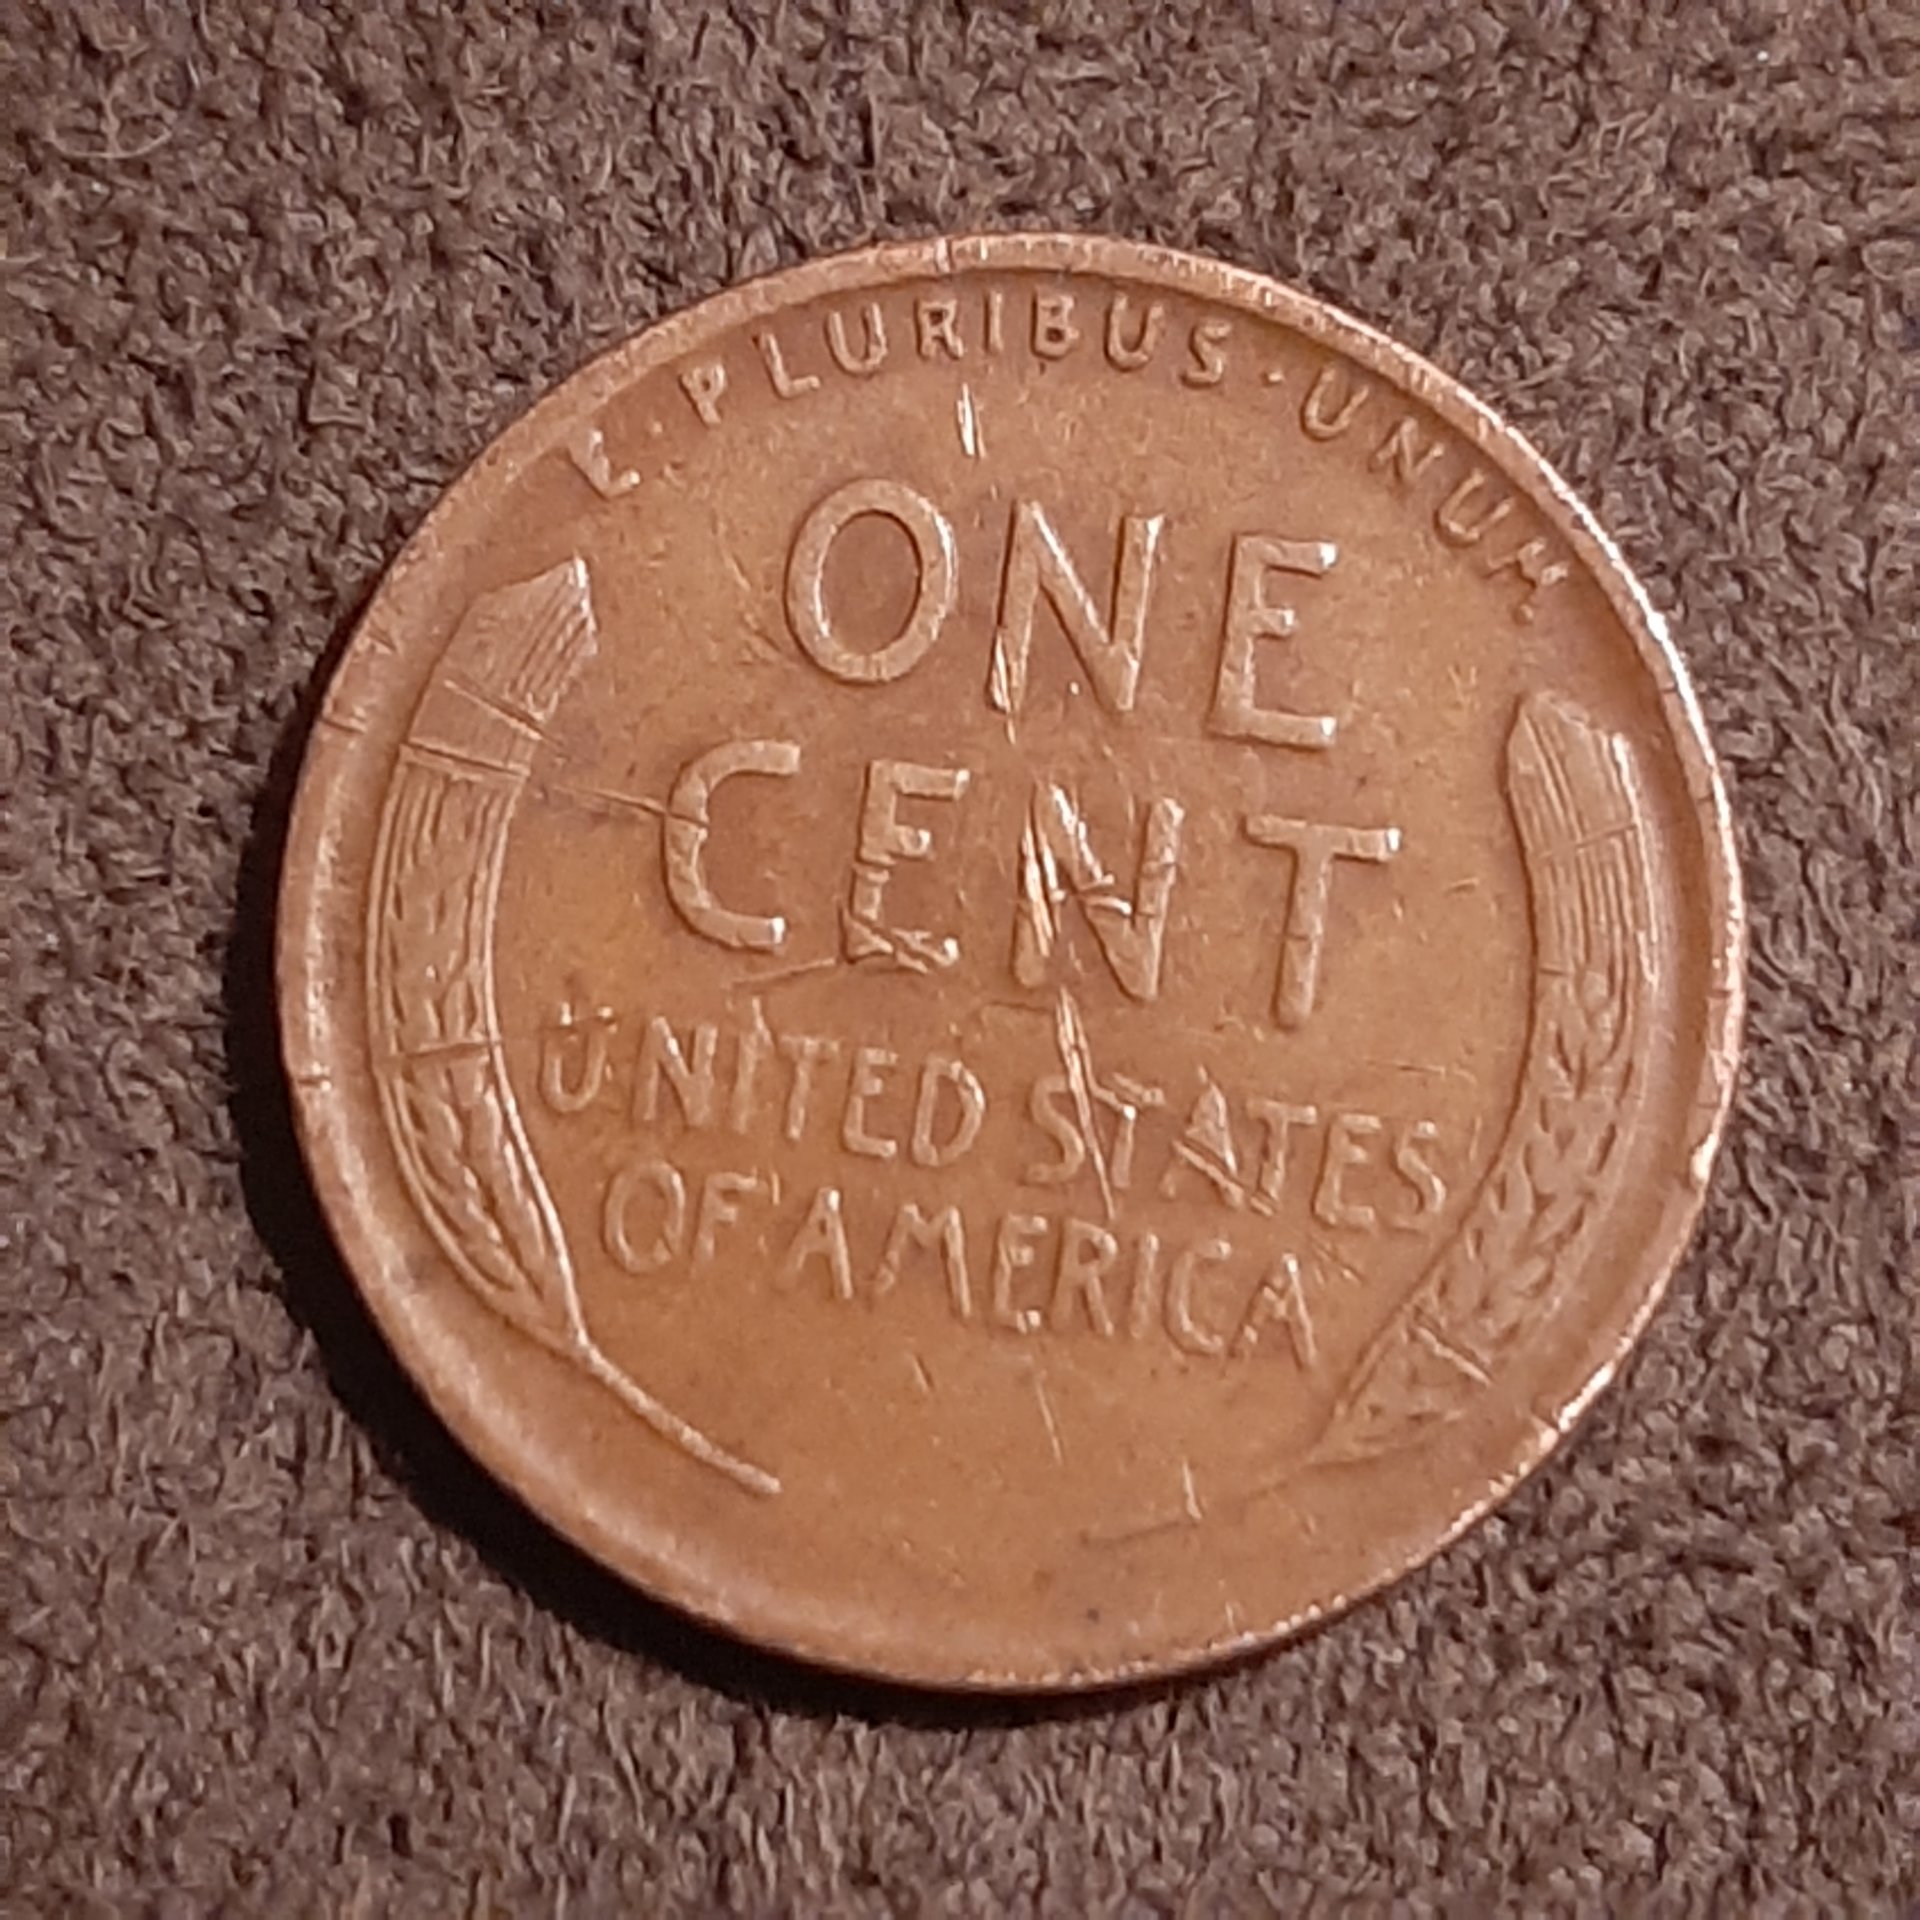 E·PLURIBUS·UNUM
ONE
CENT
UNITED STATES
OF AMERICA